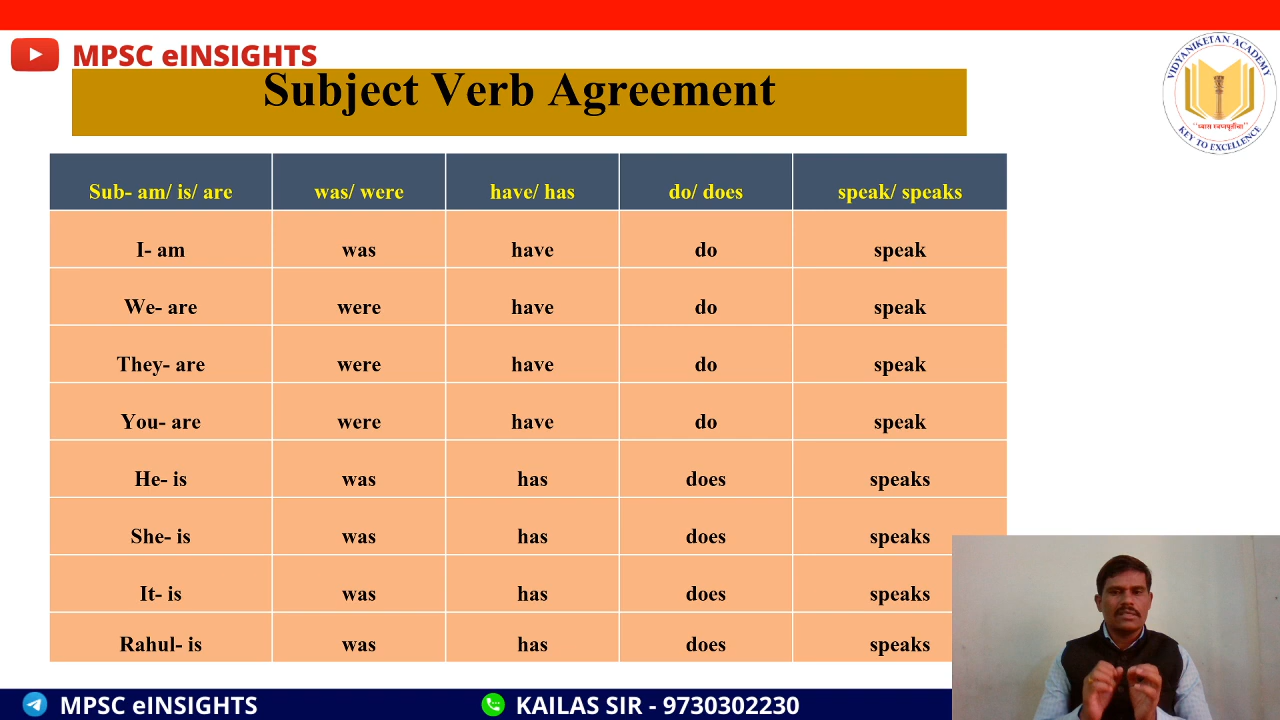 MPSC eINSIGHTS
Subject Verb Agreement
VIDYANIKETAN ACADEMY
"ध्यास स्वप्नपूर्तीचा"
KEY TO EXCELLENCE
Sub- am/ is/ are was/ were have/ has do/ does speak/ speaks
I- am was have do speak
We- are were have do speak
They- are were have do speak
You- are were have do speak
He- is was has does speaks
She- is was has does speaks
It- is was has does speaks
Rahul- is was has does speaks
MPSC eINSIGHTS KAILAS SIR - 9730302230